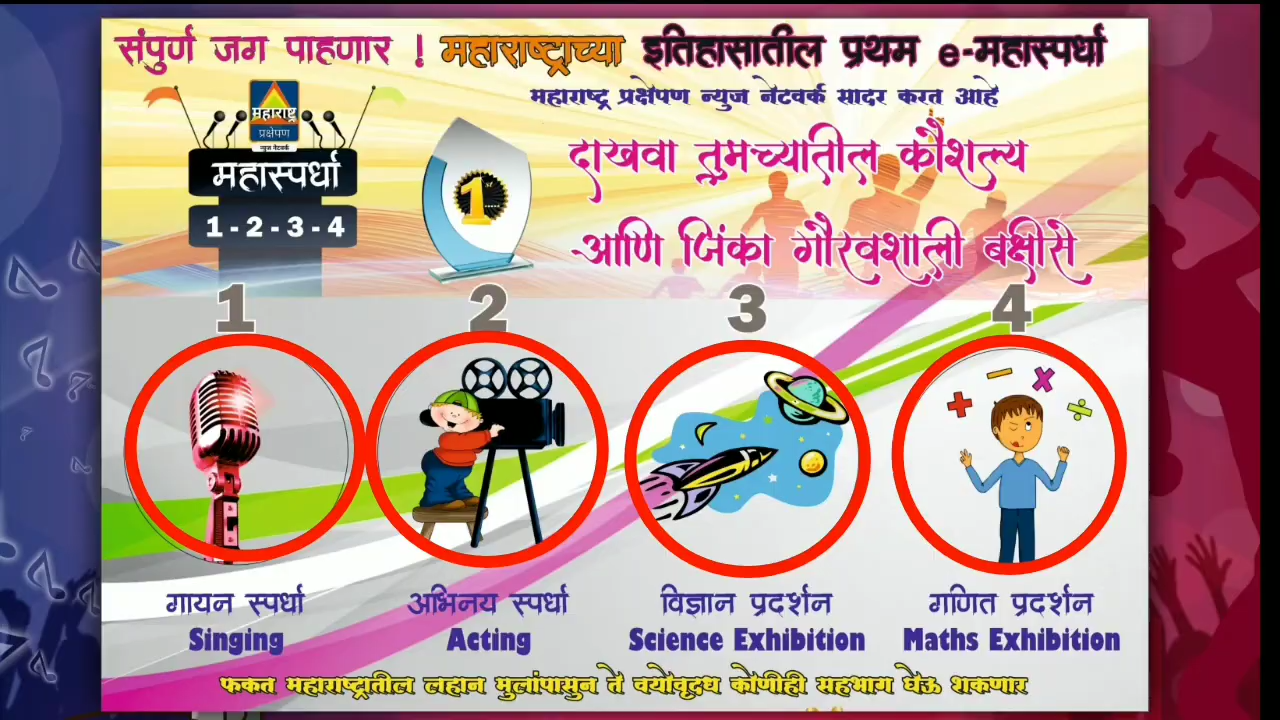 संपुर्ण जग पाहणार ! महाराष्ट्राच्या इतिहासातील प्रथम e-महास्पर्धा
महाराष्ट्र प्रक्षेपण न्युज नेटवर्क सादर करत आहे
महाराष्ट्र
प्रक्षेपण
न्युज नेटवर्क
महास्पर्धा
1-2-3-4
1st
दाखवा तुमच्यातील कौशल्य
-आणि जिंका गौरवशाली बक्षीसे
1 2 3 4
गायन स्पर्धा अभिनय स्पर्धा विज्ञान प्रदर्शन गणित प्रदर्शन
Singing Acting Science Exhibition Maths Exhibition
फक्त महाराष्ट्रातील लहान मुलांपासुन ते वयोवृद्ध कोणीही सहभाग घेऊ शकणार